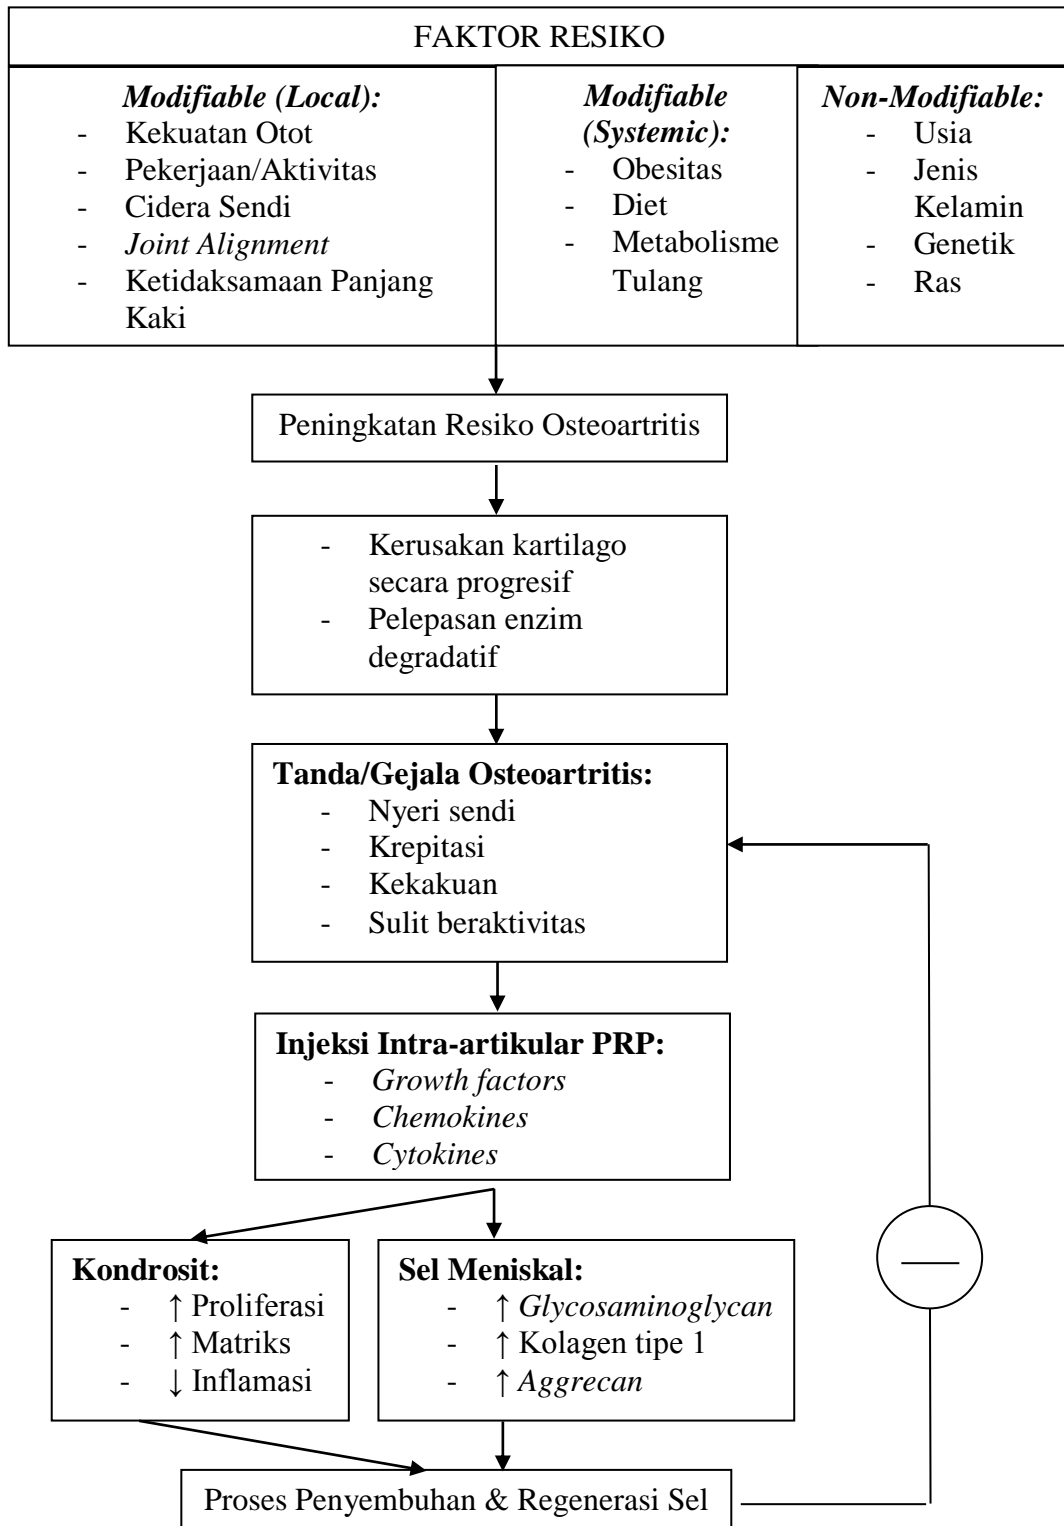 FAKTOR RESIKO
Modifiable (Local):
- Kekuatan Otot
- Pekerjaan/Aktivitas
- Cidera Sendi
- Joint Alignment
- Ketidaksamaan Panjang
Kaki
Modifiable
(Systemic):
- Obesitas
- Diet
- Metabolisme
Tulang
Non-Modifiable:
- Usia
- Jenis
Kelamin
- Genetik
- Ras
Peningkatan Resiko Osteoartritis
- Kerusakan kartilago
secara progresif
- Pelepasan enzim
degradatif
Tanda/Gejala Osteoartritis:
- Nyeri sendi
- Krepitasi
- Kekakuan
- Sulit beraktivitas
Injeksi Intra-artikular PRP:
- Growth factors
- Chemokines
- Cytokines
Kondrosit:
- ↑ Proliferasi
- ↑ Matriks
- ↓ Inflamasi
Sel Meniskal:
- ↑ Glycosaminoglycan
- ↑ Kolagen tipe 1
- ↑ Aggrecan
Proses Penyembuhan & Regenerasi Sel